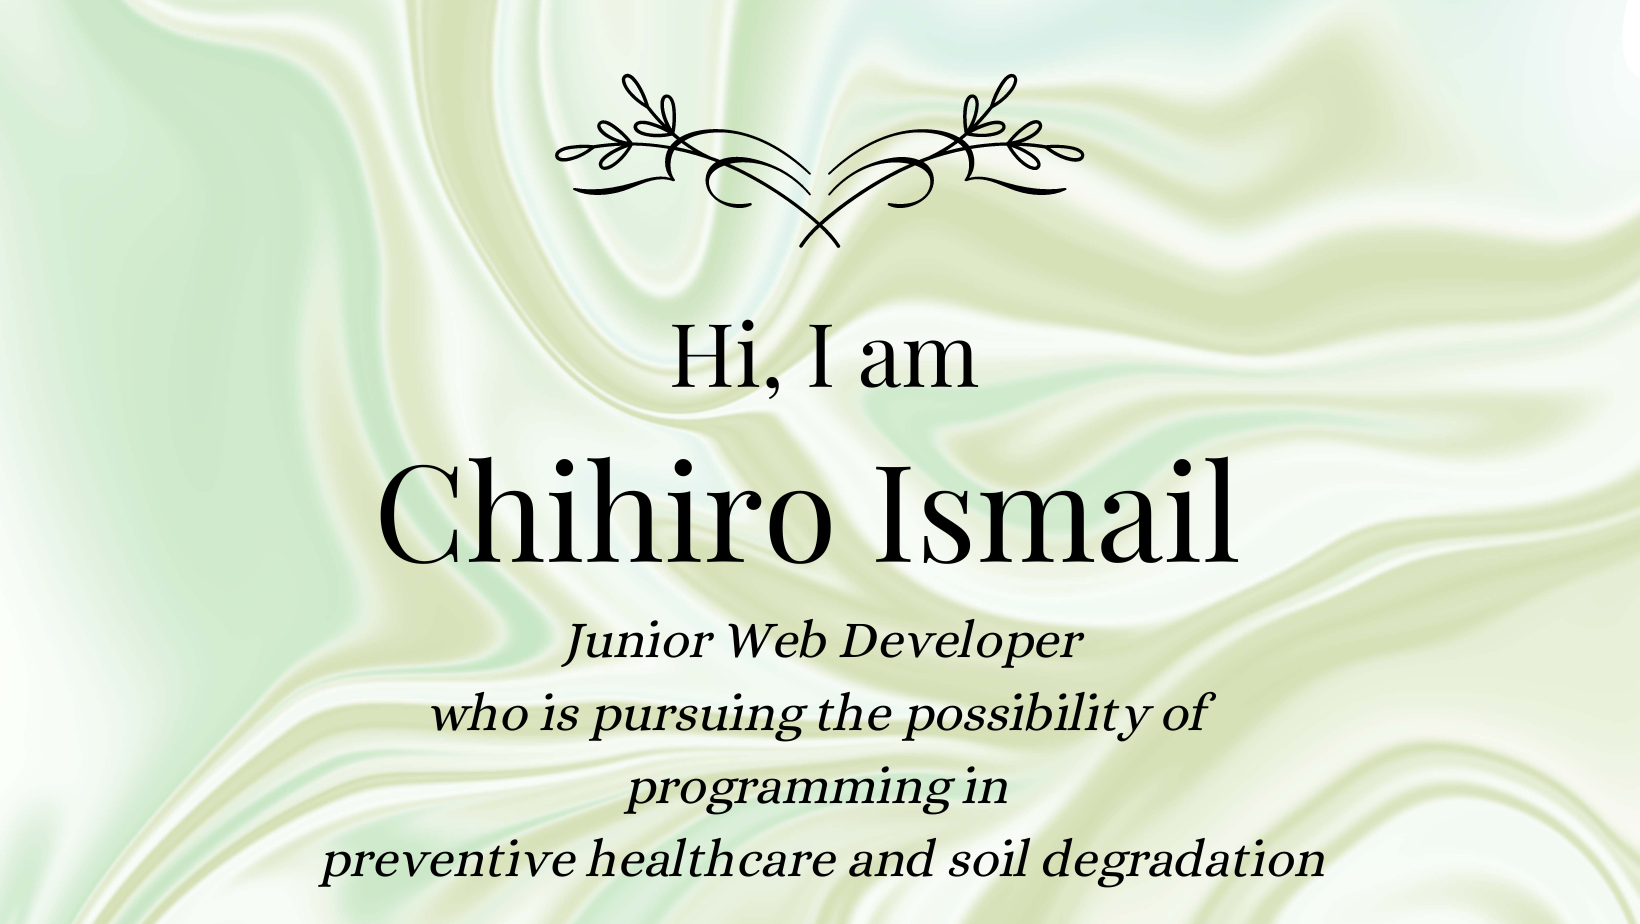 Hi, I am
Chihiro Ismail
Junior Web Developer
who is pursuing the possibility of
programming in
preventive healthcare and soil degradation